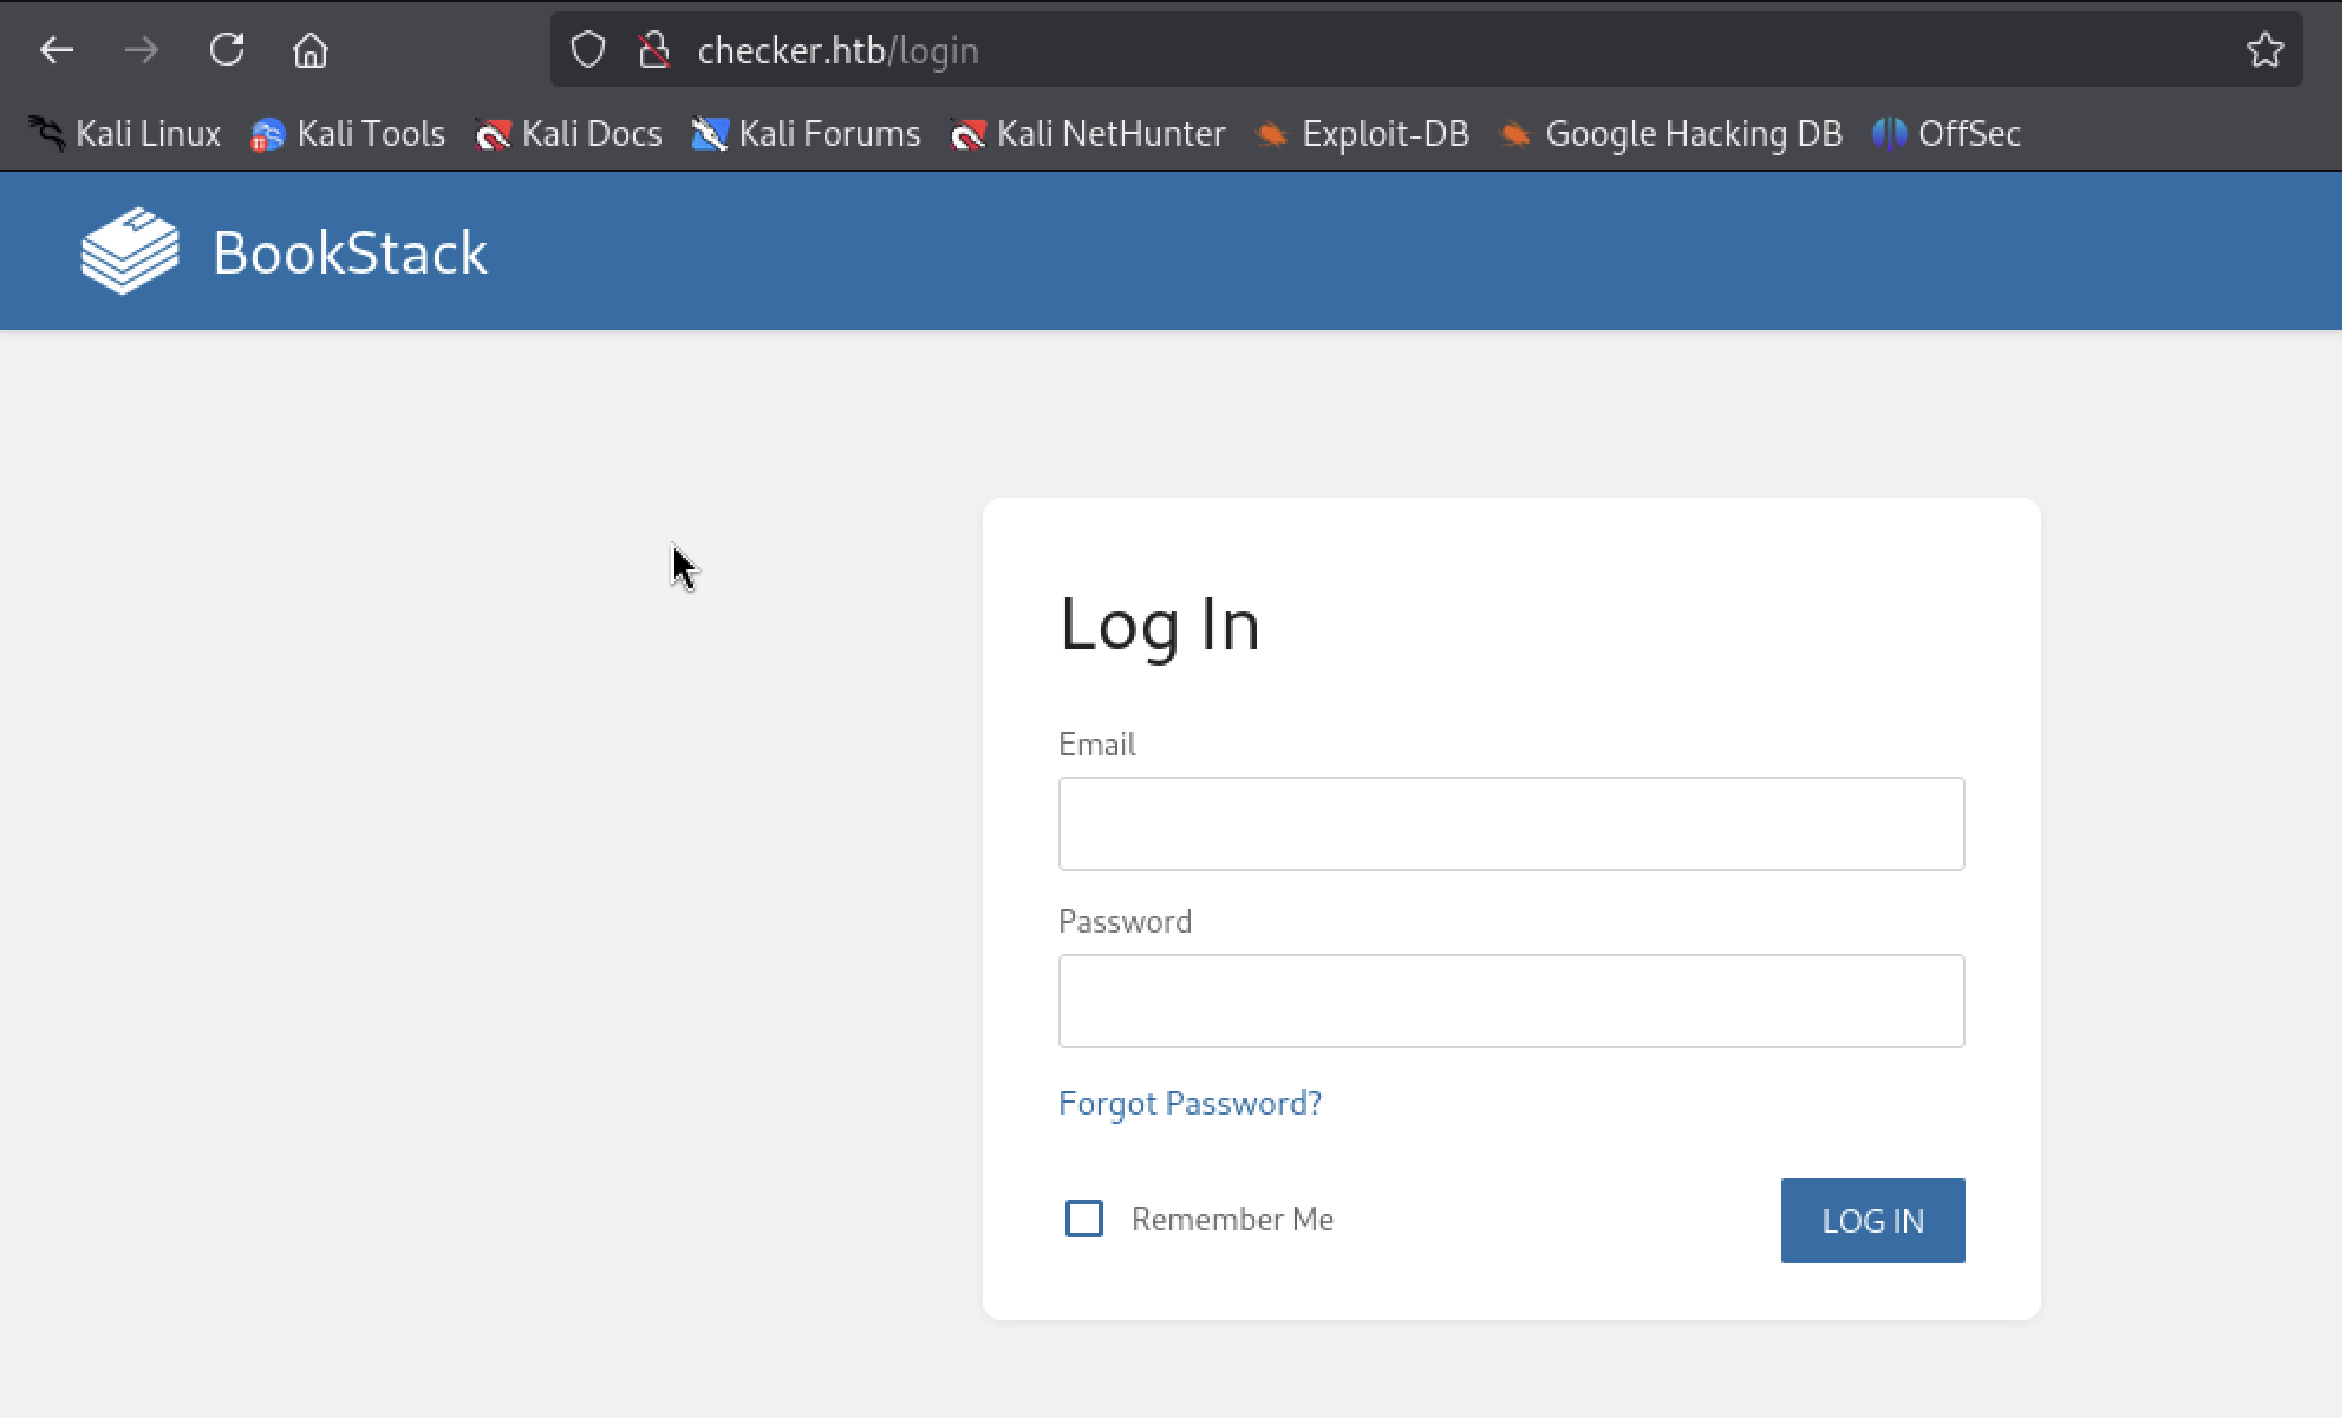 checker.htb/login
Kali Linux Kali Tools Kali Docs Kali Forums Kali NetHunter Exploit-DB Google Hacking DB OffSec
BookStack
Log In
Email
Password
Forgot Password?
Remember Me LOG IN